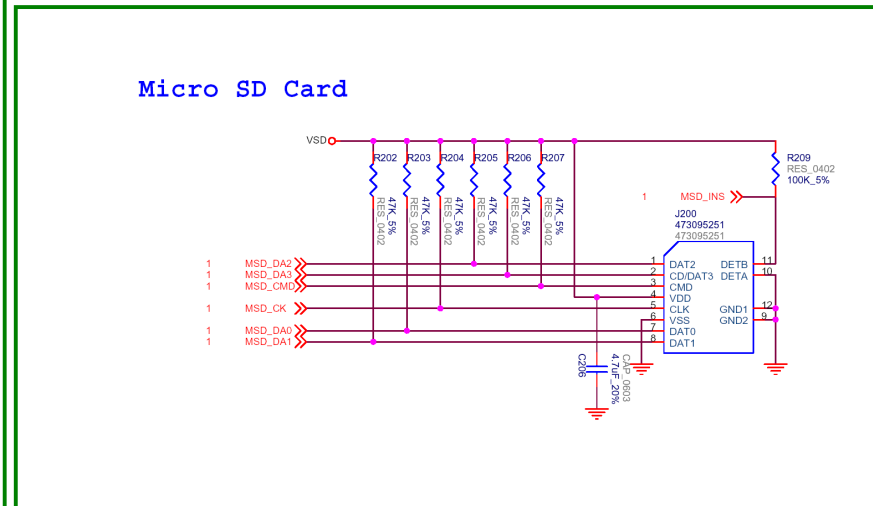 Micro SD Card
VSD
R202 R203 R204 R205 R206 R207
47K_5% 47K_5% 47K_5% 47K_5% 47K_5% 47K_5%
RES_0402 RES_0402 RES_0402 RES_0402 RES_0402 RES_0402
R209
RES_0402
100K_5%
1 MSD_INS
J200
473095251
473095251
1 MSD_DA2 1 DAT2 DETB 11
1 MSD_DA3 2 CD/DAT3 DETA 10
1 MSD_CMD 3 CMD
4 VDD
1 MSD_CK 5 CLK GND1 12
6 VSS GND2 9
1 MSD_DA0 7 DAT0
1 MSD_DA1 8 DAT1
C206
4.7uF_20%
CAP_0603